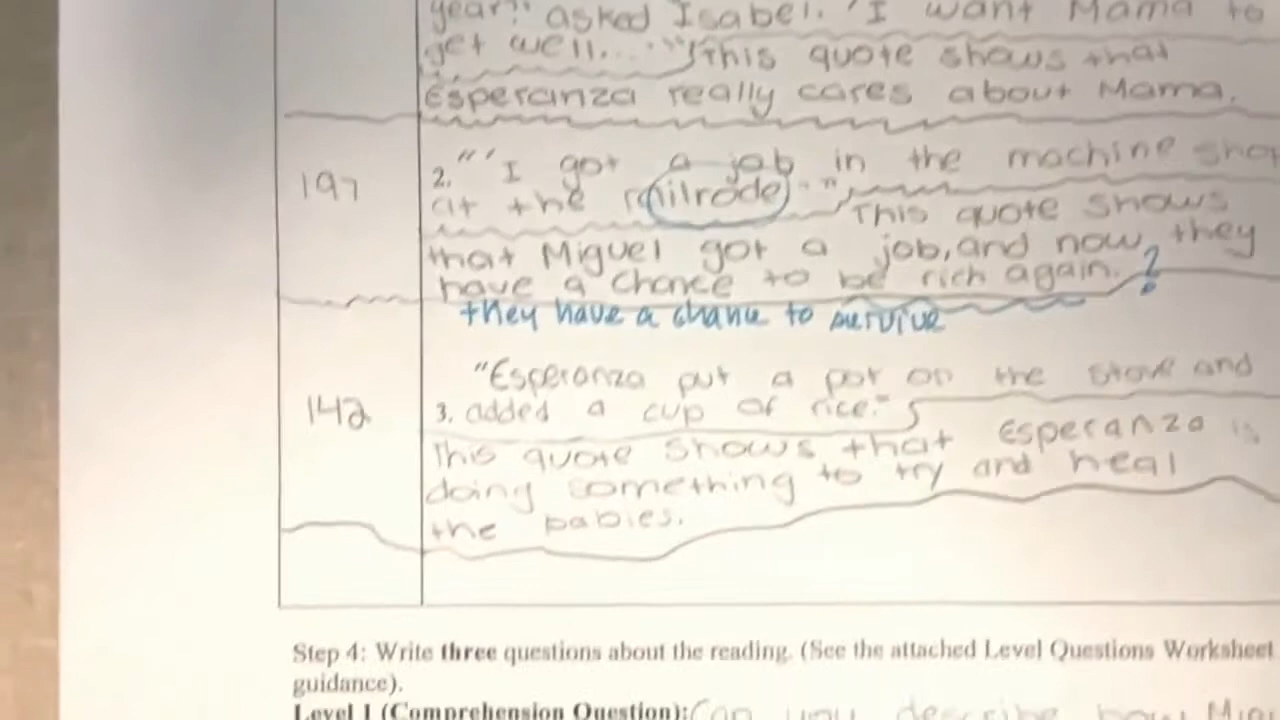 year?" asked Isabel. "I want Mama to
get well...." This quote shows that
Esperanza really cares about Mama.
197
2. "'I got a job in the machine shop
at the railrode.'" This quote shows
that Miguel got a job, and now they
have a chance to be rich again. ?
they have a chance to survive
142
"Esperanza put a pot on the stove and
3. added a cup of rice."
This quote shows that Esperanza is
doing something to try and heal
the babies.
Step 4: Write three questions about the reading. (See the attached Level Questions Worksheet
guidance).
Level 1 (Comprehension Question): Can you describe how